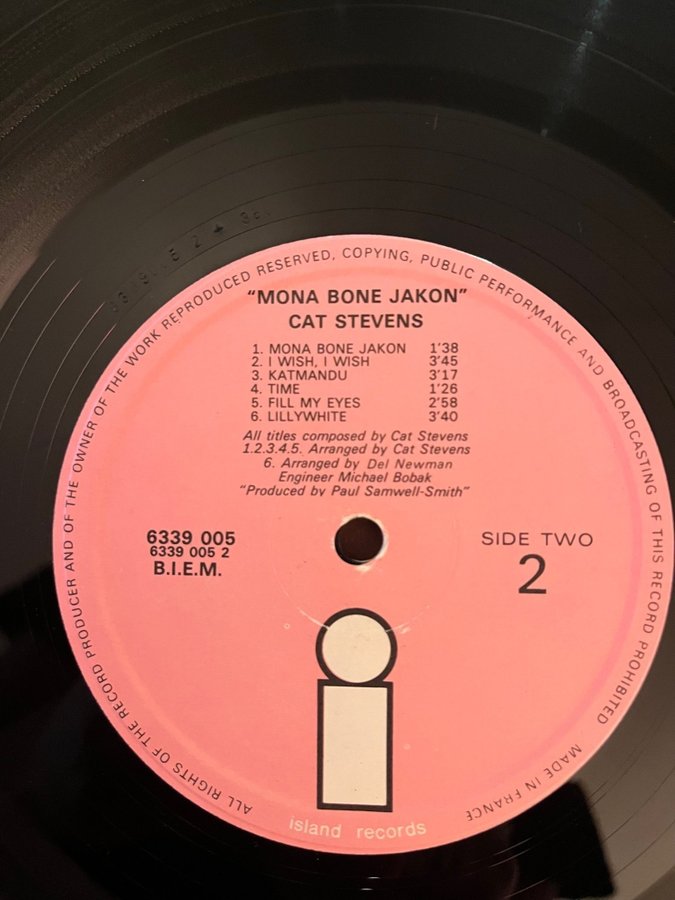 ALL RIGHTS OF THE RECORD PRODUCER AND OF THE OWNER OF THE WORK REPRODUCED RESERVED, COPYING, PUBLIC PERFORMANCE AND BROADCASTING OF THIS RECORD PROHIBITED
MADE IN FRANCE
"MONA BONE JAKON"
CAT STEVENS
1. MONA BONE JAKON 1'38
2. I WISH, I WISH 3'45
3. KATMANDU 3'17
4. TIME 1'26
5. FILL MY EYES 2'58
6. LILLYWHITE 3'40
All titles composed by Cat Stevens
1.2.3.4.5. Arranged by Cat Stevens
6. Arranged by Del Newman
Engineer Michael Bobak
"Produced by Paul Samwell-Smith"
6339 005
6339 005 2
B.I.E.M.
SIDE TWO
2
i
island records